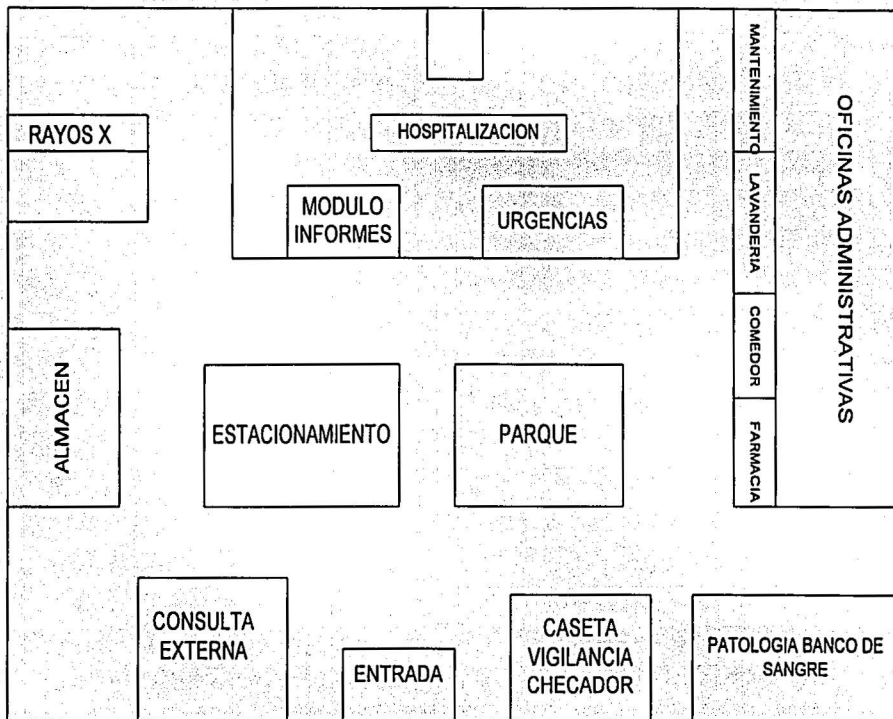 MANTENIMIENTO
OFICINAS ADMINISTRATIVAS
RAYOS X
HOSPITALIZACION
MODULO
INFORMES
URGENCIAS
LAVANDERIA
COMEDOR
ALMACEN
ESTACIONAMIENTO
PARQUE
FARMACIA
CONSULTA
EXTERNA
ENTRADA
CASETA
VIGILANCIA
CHECADOR
PATOLOGIA BANCO DE
SANGRE